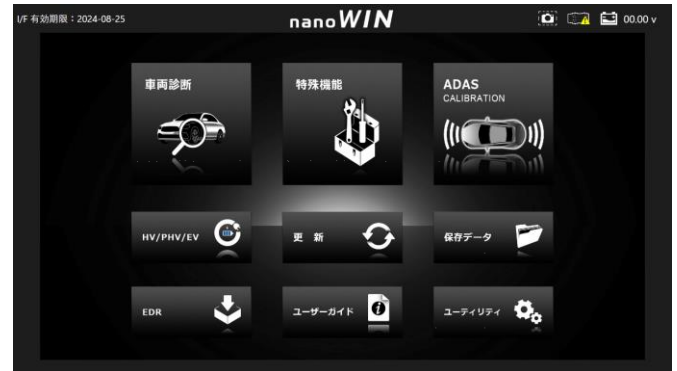 I/F 有効期限：2024-08-25
nanoWIN
00.00 v
車両診断
特殊機能
ADAS
CALIBRATION
HV/PHV/EV
更 新
保存データ
EDR
ユーザーガイド
ユーティリティ